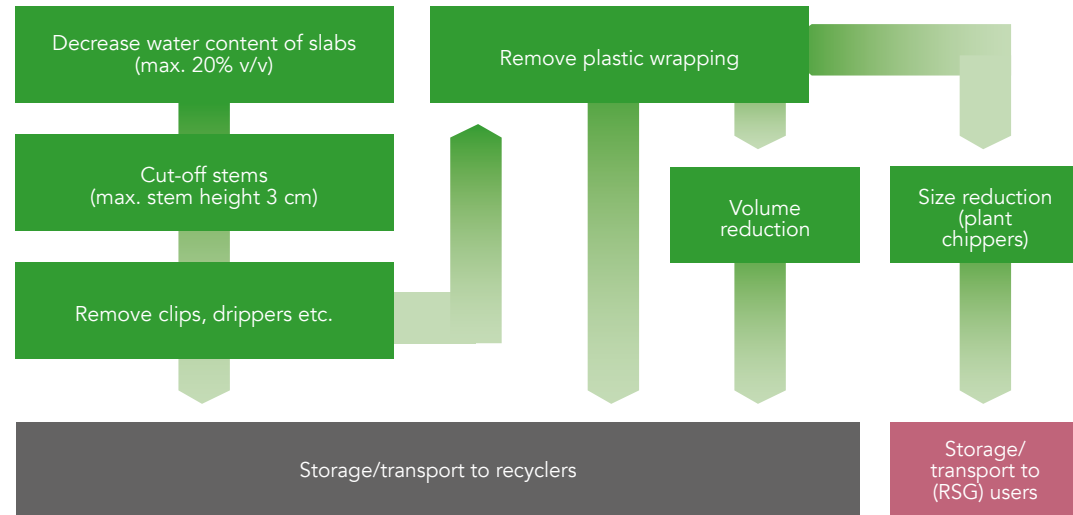 Decrease water content of slabs
(max. 20% v/v)
Cut-off stems
(max. stem height 3 cm)
Remove clips, drippers etc.
Remove plastic wrapping
Volume
reduction
Size reduction
(plant
chippers)
Storage/transport to recyclers
Storage/
transport to
(RSG) users